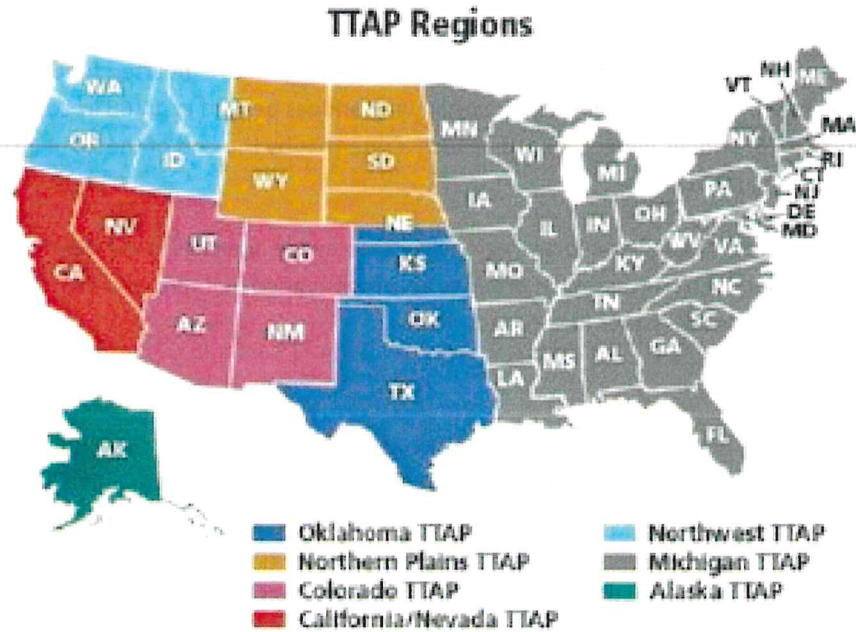 TTAP Regions
WA
MT
ND
MN
VT
NH
ME
OR
ID
SD
WI
MI
NY
MA
RI
CT
NJ
DE
MD
WY
NE
IA
PA
NV
UT
CO
KS
IL
IN
OH
WV
VA
CA
MO
KY
NC
AZ
NM
OK
AR
TN
SC
TX
LA
MS
AL
GA
FL
AK
Oklahoma TTAP
Northern Plains TTAP
Colorado TTAP
California/Nevada TTAP
Northwest TTAP
Michigan TTAP
Alaska TTAP